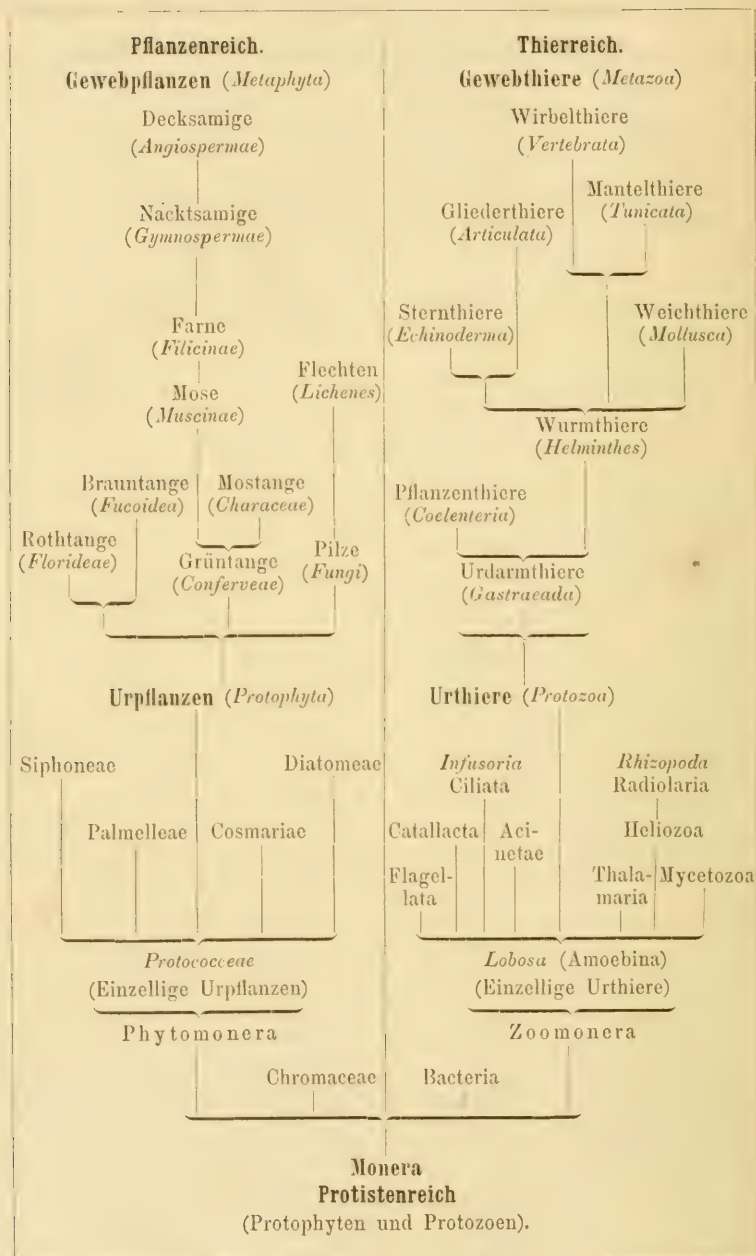 Pflanzenreich.
Gewebpflanzen (Metaphyta)
Decksamige
(Angiospermae)
Nacktsamige
(Gymnospermae)
Farne
(Filicinae)
Flechten
(Lichenes)
Mose
(Muscinae)
Brauntange
(Fucoidea)
Mostange
(Characeae)
Rothtange
(Florideae)
Grüntange
(Conferveae)
Pilze
(Fungi)
Urpflanzen (Protophyta)
Siphoneae
Diatomeae
Palmelleae
Cosmariae
Protococceae
(Einzellige Urpflanzen)
Phytomonera
Chromaceae
Thierreich.
Gewebthiere (Metazoa)
Wirbelthiere
(Vertebrata)
Mantelthiere
(Tunicata)
Gliederthiere
(Articulata)
Sternthiere
(Echinoderma)
Weichthiere
(Mollusca)
Wurmthiere
(Helminthes)
Pflanzenthiere
(Coelenteria)
Urdarmthiere
(Gastraeada)
Urthiere (Protozoa)
Infusoria
Ciliata
Rhizopoda
Radiolaria
Catallacta
Aci-
netae
Heliozoa
Flagel-
lata
Thala-
maria
Mycetozoa
Lobosa (Amoebina)
(Einzellige Urthiere)
Zoomonera
Bacteria
Monera
Protistenreich
(Protophyten und Protozoen).